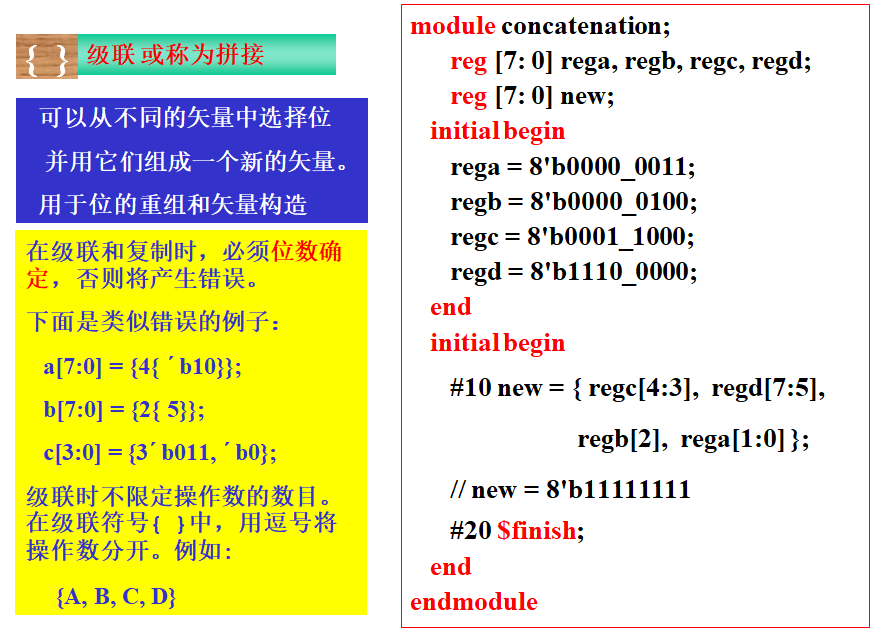 { } 级联 或称为拼接
可以从不同的矢量中选择位
并用它们组成一个新的矢量。
用于位的重组和矢量构造
在级联和复制时，必须位数确
定，否则将产生错误。
下面是类似错误的例子：
a[7:0] = {4{ ´ b10}};
b[7:0] = {2{ 5}};
c[3:0] = {3´ b011, ´ b0};
级联时不限定操作数的数目。
在级联符号{ }中，用逗号将
操作数分开。例如：
{A, B, C, D}
module concatenation;
reg [7: 0] rega, regb, regc, regd;
reg [7: 0] new;
initial begin
rega = 8'b0000_0011;
regb = 8'b0000_0100;
regc = 8'b0001_1000;
regd = 8'b1110_0000;
end
initial begin
#10 new = { regc[4:3], regd[7:5],
regb[2], rega[1:0] };
// new = 8'b11111111
#20 $finish;
end
endmodule